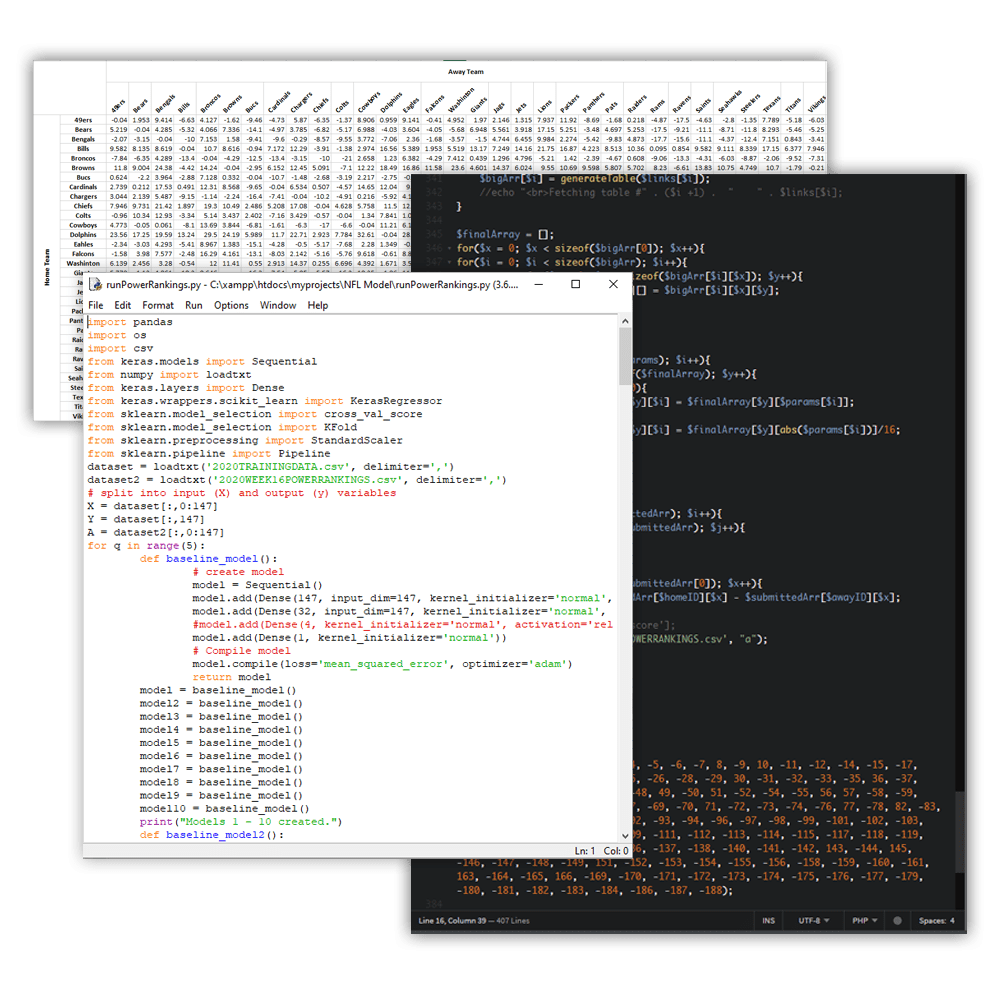 Away Team
49ers Bears Bengals Bills Broncos Browns Bucs Cardinals Chargers Chiefs Colts Cowboys Dolphins Eagles Falcons Washinton Giants Jags Jets Lions Packers Panthers Pats Raiders Rams Ravens Saints Seahawks Steelers Texans Titans Vikings
Home Team
49ers -0.04 1.953 9.414 -6.63 4.127 -1.62 -9.46 -4.73 5.87 -6.35 -1.37 8.906 0.959 9.141 -0.41 4.952 1.97 2.146 1.315 7.937 11.92 -8.69 -1.68 0.218 -4.87 -17.5 -4.63 -2.8 -1.35 7.789 -5.18 -6.03
Bears 5.219 -0.04 4.285 -5.32 4.066 7.336 -14.1 -4.97 3.785 -6.82 -5.17 6.988 -4.03 3.604 -4.05 -5.68 6.948 5.561 3.918 17.15 5.251 -3.48 4.697 5.253 -17.5 -9.21 -11.1 -8.71 -11.8 8.293 -5.46 -5.25
Bengals -2.07 -3.15 -0.04 -10 7.153 1.58 -9.41 -9.6 -0.29 -8.57 -9.55 3.772 -7.06 2.36 -1.68 -3.57 -1.5 4.744 6.455 9.984 2.274 -5.42 -9.83 4.873 -17.7 -15.6 -11.1 -4.37 -12.4 7.151 0.843 -3.41
Bills 9.582 8.135 8.619 -0.04 10.7 8.616 -0.94 7.172 12.29 -3.91 -1.38 2.974 16.56 5.389 1.953 5.519 13.17 7.249 14.16 21.75 16.87 4.223 8.513 10.36 0.095 0.854 9.582 9.111 8.339 17.15 6.377 7.946
Broncos -7.84 -6.35 4.289 -13.4 -0.04 -4.29 -12.5 -13.4 -3.15 -10 -21 2.658 1.23 6.382 -4.29 7.412 0.439 1.296 4.796 -5.21 1.42 -2.39 -4.67 0.608 -9.06 -13.3 -4.31 -6.03 -8.87 -2.06 -9.52 -7.31
Browns 11.8 9.004 24.38 -4.42 14.24 -0.04 -2.95 6.152 12.45 5.091 -7.1 12.22 18.49 16.86 11.58 23.6 4.601 14.37 6.024 9.55 10.69 9.598 5.807 5.702 8.23 -6.61 13.83 10.75 4.749 10.7 -1.79 -0.21
Bucs 0.624 -2.2 3.964 -2.88 7.128 0.332 -0.04 -10.7 -1.68 -2.68 -3.19 2.217 -2.75
Cardinals 2.739 0.212 17.53 0.491 12.31 8.568 -9.65 -0.04 6.534 0.507 -4.57 14.65 12.04
Chargers 3.044 2.139 5.487 -9.15 -1.14 -2.24 -16.4 -7.41 -0.04 -10.2 -4.91 0.216 -5.92
Chiefs 7.946 9.731 21.42 1.897 19.3 10.49 2.486 5.208 17.08 -0.04 4.628 5.758 11.5
Colts -0.96 10.34 12.93 -3.34 5.14 3.437 2.402 -7.16 3.429 -0.57 -0.04 1.34 7.841
Cowboys 4.773 -0.05 0.061 -8.1 13.69 3.844 -6.81 -1.61 -6.3 -17 -6.6 -0.04 11.21
Dolphins 23.56 17.25 19.59 13.24 29.5 24.19 5.989 11.7 22.71 2.923 7.784 32.61 -0.04
Eahles -2.34 -3.03 4.293 -5.41 8.967 1.383 -15.1 -4.28 -0.5 -5.17 -7.68 2.28 1.349
Falcons -1.58 3.98 7.577 -2.48 16.29 4.161 -13.1 -8.03 2.142 -5.16 -5.76 9.618 -0.61
Washinton 6.139 2.456 3.28 -0.54 12 11.41 0.55 2.913 14.37 0.255 6.696 4.392 1.671
$bigArr[$i] = generateTable($links[$i]);
342 //echo "<br>Fetching table #" . ($i +1) . " " . $links[$i];
343 }
344
345 $finalArray = [];
346 for($x = 0; $x < sizeof($bigArr[0]); $x++){
347 for($i = 0; $i < sizeof($bigArr); $i++){
zeof($bigArr[$i][$x]); $y++){
[] = $bigArr[$i][$x][$y];
rams); $i++){
f($finalArray); $y++){
){
y][$i] = $finalArray[$y][$params[$i]];
y][$i] = $finalArray[$y][abs($params[$i])]/16;
tedArr); $i++){
ubmittedArr); $j++){
ubmittedArr[0]); $x++){
dArr[$homeID][$x] - $submittedArr[$awayID][$x];
score'];
OWERRANKINGS.csv', "a");
runPowerRankings.py - C:\xampp\htdocs\myprojects\NFL Model\runPowerRankings.py (3.6....
File Edit Format Run Options Window Help
import pandas
import os
import csv
from keras.models import Sequential
from numpy import loadtxt
from keras.layers import Dense
from keras.wrappers.scikit_learn import KerasRegressor
from sklearn.model_selection import cross_val_score
from sklearn.model_selection import KFold
from sklearn.preprocessing import StandardScaler
from sklearn.pipeline import Pipeline
dataset = loadtxt('2020TRAININGDATA.csv', delimiter=',')
dataset2 = loadtxt('2020WEEK16POWERRANKINGS.csv', delimiter=',')
# split into input (X) and output (y) variables
X = dataset[:,0:147]
Y = dataset[:,147]
A = dataset2[:,0:147]
for q in range(5):
def baseline_model():
# create model
model = Sequential()
model.add(Dense(147, input_dim=147, kernel_initializer='normal',
model.add(Dense(32, input_dim=147, kernel_initializer='normal',
#model.add(Dense(4, kernel_initializer='normal', activation='rel
model.add(Dense(1, kernel_initializer='normal'))
# Compile model
model.compile(loss='mean_squared_error', optimizer='adam')
return model
model = baseline_model()
model2 = baseline_model()
model3 = baseline_model()
model4 = baseline_model()
model5 = baseline_model()
model6 = baseline_model()
model7 = baseline_model()
model8 = baseline_model()
model9 = baseline_model()
model10 = baseline_model()
print("Models 1 - 10 created.")
def baseline_model2():
Ln: 1 Col: 0
, -5, -6, -7, 8, -9, 10, -11, -12, -14, -15, -17,
, -26, -28, -29, 30, -31, -32, -33, -35, 36, -37,
48, 49, -50, 51, -52, -54, -55, 56, 57, -58, -59,
, -69, -70, 71, -72, -73, -74, -76, 77, -78, 82, -83,
92, -93, -94, -96, -97, -98, -99, -101, -102, -103,
, -111, -112, -113, -114, -115, -117, -118, -119,
, -137, -138, -140, -141, -142, 143, -144, 145,
-146, -147, -148, -149, 151, -152, -153, -154, -155, -156, -158, -159, -160, -161,
163, -164, -165, 166, -169, -170, -171, -172, -173, -174, -175, -176, -177, -179,
-180, -181, -182, -183, -184, -186, -187, -188);
384
Line 16, Column 39 — 407 Lines INS UTF-8 PHP Spaces: 4